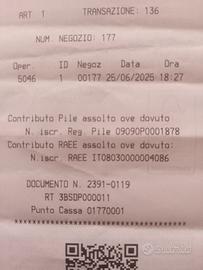 ART 1 TRANSAZIONE: 136
NUM. NEGOZIO: 177
Oper. ID Negoz Data Ora
5046 1 00177 25/06/2025 18:27
Contributo Pile assolto ove dovuto
N. iscr. Reg. Pile 09090P0001878
Contributo RAEE assolto ove dovuto:
N. iscr. RAEE IT08030000004086
DOCUMENTO N. 2391-0119
RT 3BSDP000011
Punto Cassa 01770001